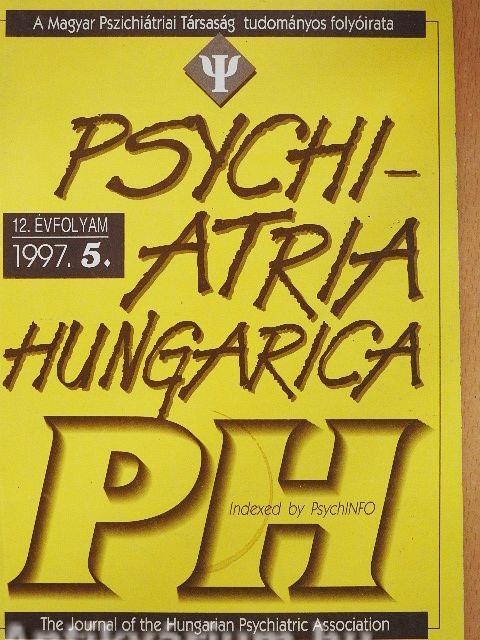 A Magyar Pszichiátriai Társaság tudományos folyóirata
Ψ
PSYCHI-
ATRIA
HUNGARICA
12. ÉVFOLYAM
1997. 5.
PH
Indexed by PsychINFO
The Journal of the Hungarian Psychiatric Association